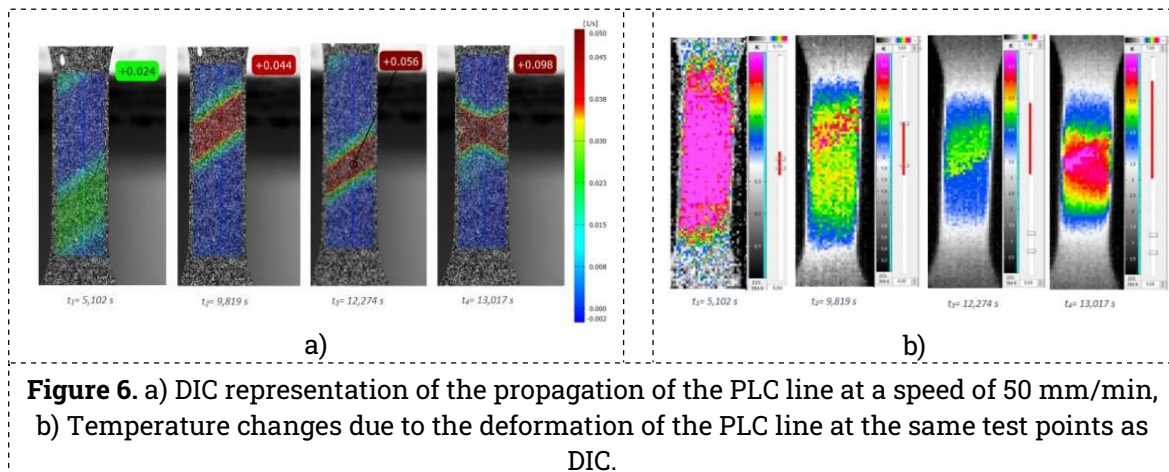 [1/s]
0.050
0.045
0.038
0.030
0.023
0.015
0.008
0.000
-0.002
+0.024
+0.044
+0.056
+0.098
t₁= 5,102 s
t₂= 9,819 s
t₃= 12,274 s
t₄= 13,017 s
a)
K
K
K
K
t₁= 5,102 s
t₂= 9,819 s
t₃= 12,274 s
t₄= 13,017 s
b)
Figure 6. a) DIC representation of the propagation of the PLC line at a speed of 50 mm/min,
b) Temperature changes due to the deformation of the PLC line at the same test points as
DIC.